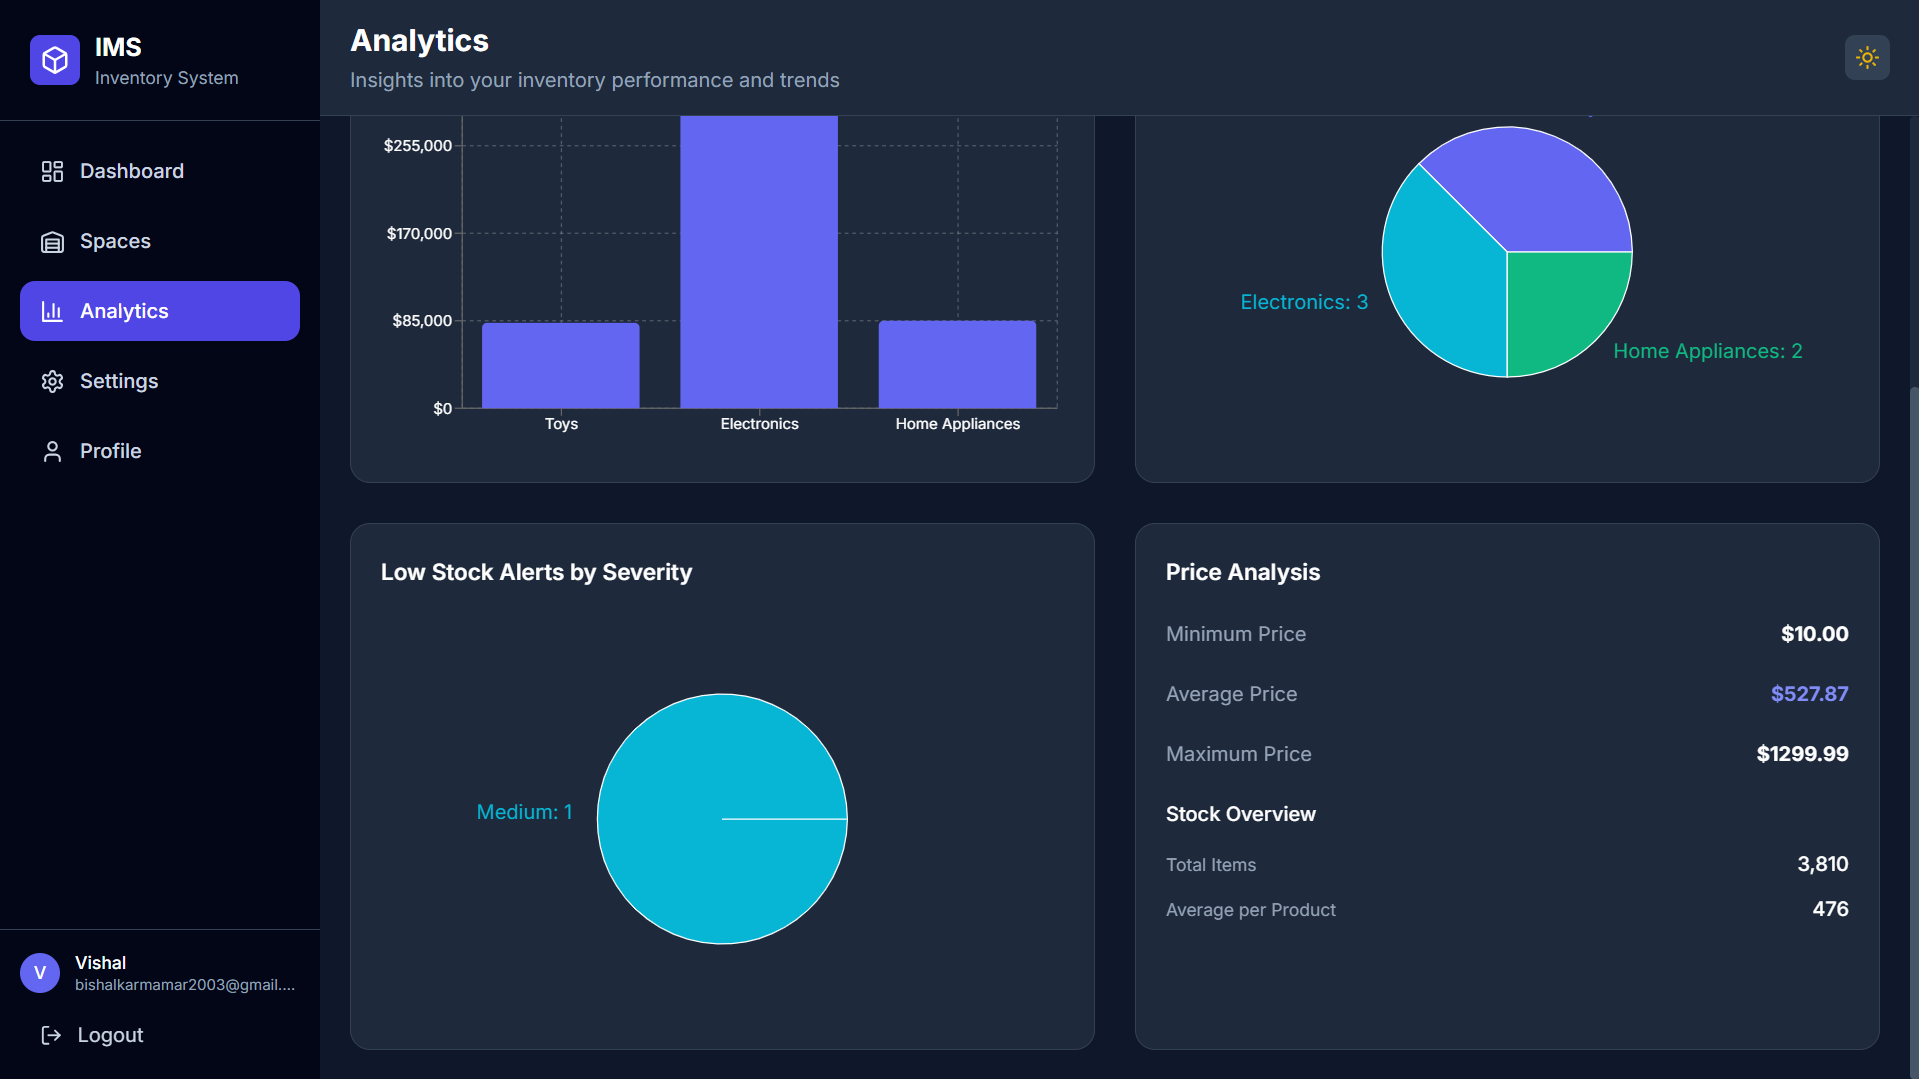 IMS
Inventory System
Dashboard
Spaces
Analytics
Settings
Profile
V
Vishal
bishalkarmamar2003@gmail....
Logout
Analytics
Insights into your inventory performance and trends
$255,000
$170,000
$85,000
$0
Toys
Electronics
Home Appliances
Electronics: 3
Home Appliances: 2
Low Stock Alerts by Severity
Medium: 1
Price Analysis
Minimum Price
$10.00
Average Price
$527.87
Maximum Price
$1299.99
Stock Overview
Total Items
3,810
Average per Product
476